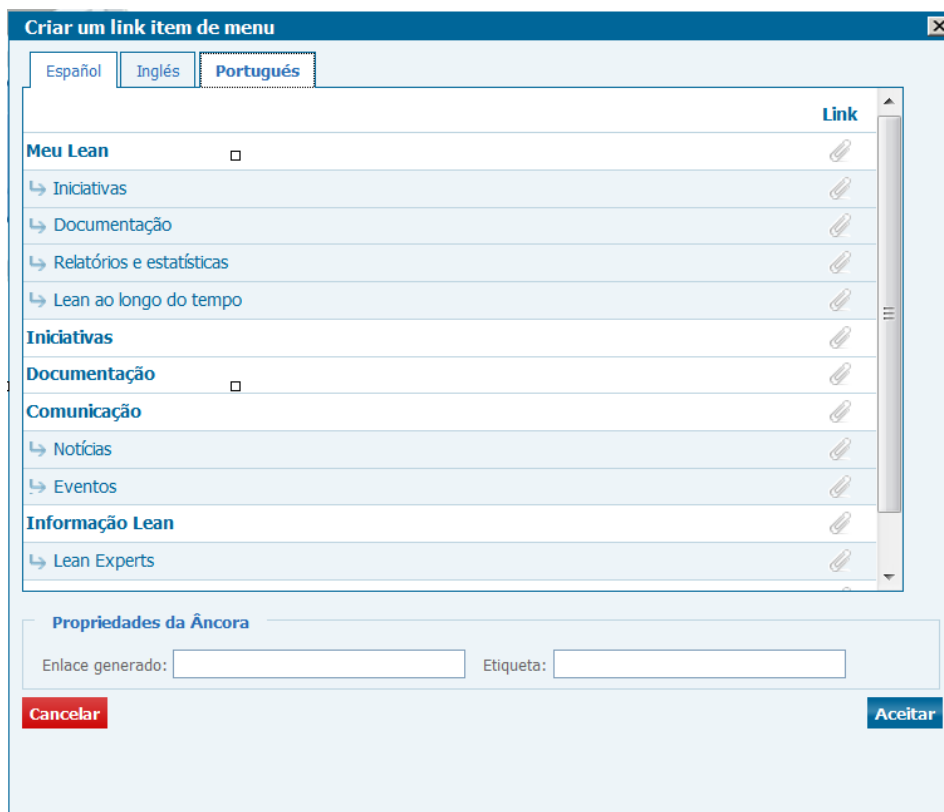 Criar um link item de menu
Español Inglés Portugués
Link
Meu Lean
Iniciativas
Documentação
Relatórios e estatísticas
Lean ao longo do tempo
Iniciativas
Documentação
Comunicação
Notícias
Eventos
Informação Lean
Lean Experts
Propriedades da Âncora
Enlace generado: Etiqueta:
Cancelar Aceitar